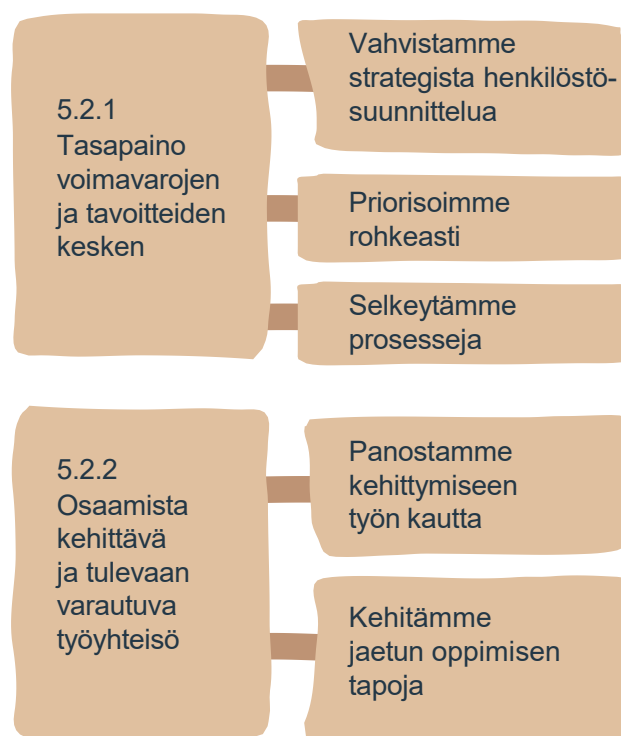 5.2.1
Tasapaino
voimavarojen
ja tavoitteiden
kesken
Vahvistamme
strategista henkilöstö-
suunnittelua
Priorisoimme
rohkeasti
Selkeytämme
prosesseja
5.2.2
Osaamista
kehittävä
ja tulevaan
varautuva
työyhteisö
Panostamme
kehittymiseen
työn kautta
Kehitämme
jaetun oppimisen
tapoja